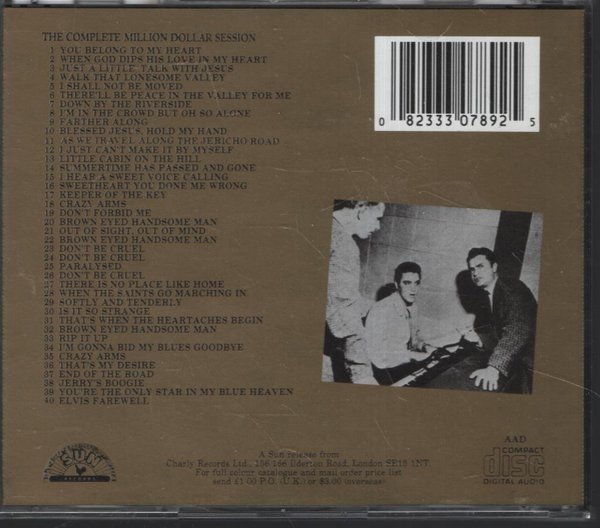 THE COMPLETE MILLION DOLLAR SESSION
1 YOU BELONG TO MY HEART
2 WHEN GOD DIPS HIS LOVE IN MY HEART
3 JUST A LITTLE TALK WITH JESUS
4 WALK THAT LONESOME VALLEY
5 I SHALL NOT BE MOVED
6 THERE'LL BE PEACE IN THE VALLEY FOR ME
7 DOWN BY THE RIVERSIDE
8 I'M IN THE CROWD BUT OH SO ALONE
9 FARTHER ALONG
10 BLESSED JESUS, HOLD MY HAND
11 AS WE TRAVEL ALONG THE JERICHO ROAD
12 I JUST CAN'T MAKE IT BY MYSELF
13 LITTLE CABIN ON THE HILL
14 SUMMERTIME HAS PASSED AND GONE
15 I HEAR A SWEET VOICE CALLING
16 SWEETHEART YOU DONE ME WRONG
17 KEEPER OF THE KEY
18 CRAZY ARMS
19 DON'T FORBID ME
20 BROWN EYED HANDSOME MAN
21 OUT OF SIGHT, OUT OF MIND
22 BROWN EYED HANDSOME MAN
23 DON'T BE CRUEL
24 DON'T BE CRUEL
25 PARALYSED
26 DON'T BE CRUEL
27 THERE IS NO PLACE LIKE HOME
28 WHEN THE SAINTS GO MARCHING IN
29 SOFTLY AND TENDERLY
30 IS IT SO STRANGE
31 THAT'S WHEN THE HEARTACHES BEGIN
32 BROWN EYED HANDSOME MAN
33 RIP IT UP
34 I'M GONNA BID MY BLUES GOODBYE
35 CRAZY ARMS
36 THAT'S MY DESIRE
37 END OF THE ROAD
38 JERRY'S BOOGIE
39 YOU'RE THE ONLY STAR IN MY BLUE HEAVEN
40 ELVIS FAREWELL
0 82333 07892 5
SUN
RECORDS
A Sun release from
Charly Records Ltd., 156-166 Ilderton Road, London SE15 1NT.
For full colour catalogue and mail order price list
send £1.00 P.O. (U.K.) or $3.00 (overseas)
AAD
COMPACT
disc
DIGITAL AUDIO